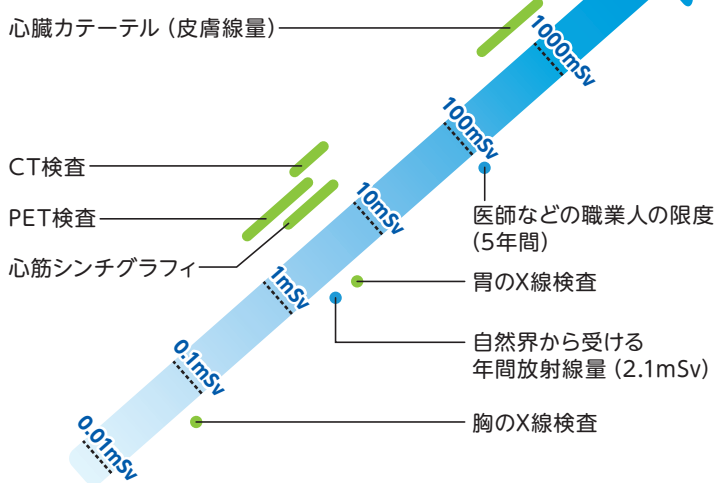 心臓カテーテル (皮膚線量)
1000mSv
100mSv
CT検査
PET検査
10mSv
医師などの職業人の限度
(5年間)
心筋シンチグラフィ
1mSv
胃のX線検査
自然界から受ける
年間放射線量 (2.1mSv)
0.1mSv
胸のX線検査
0.01mSv